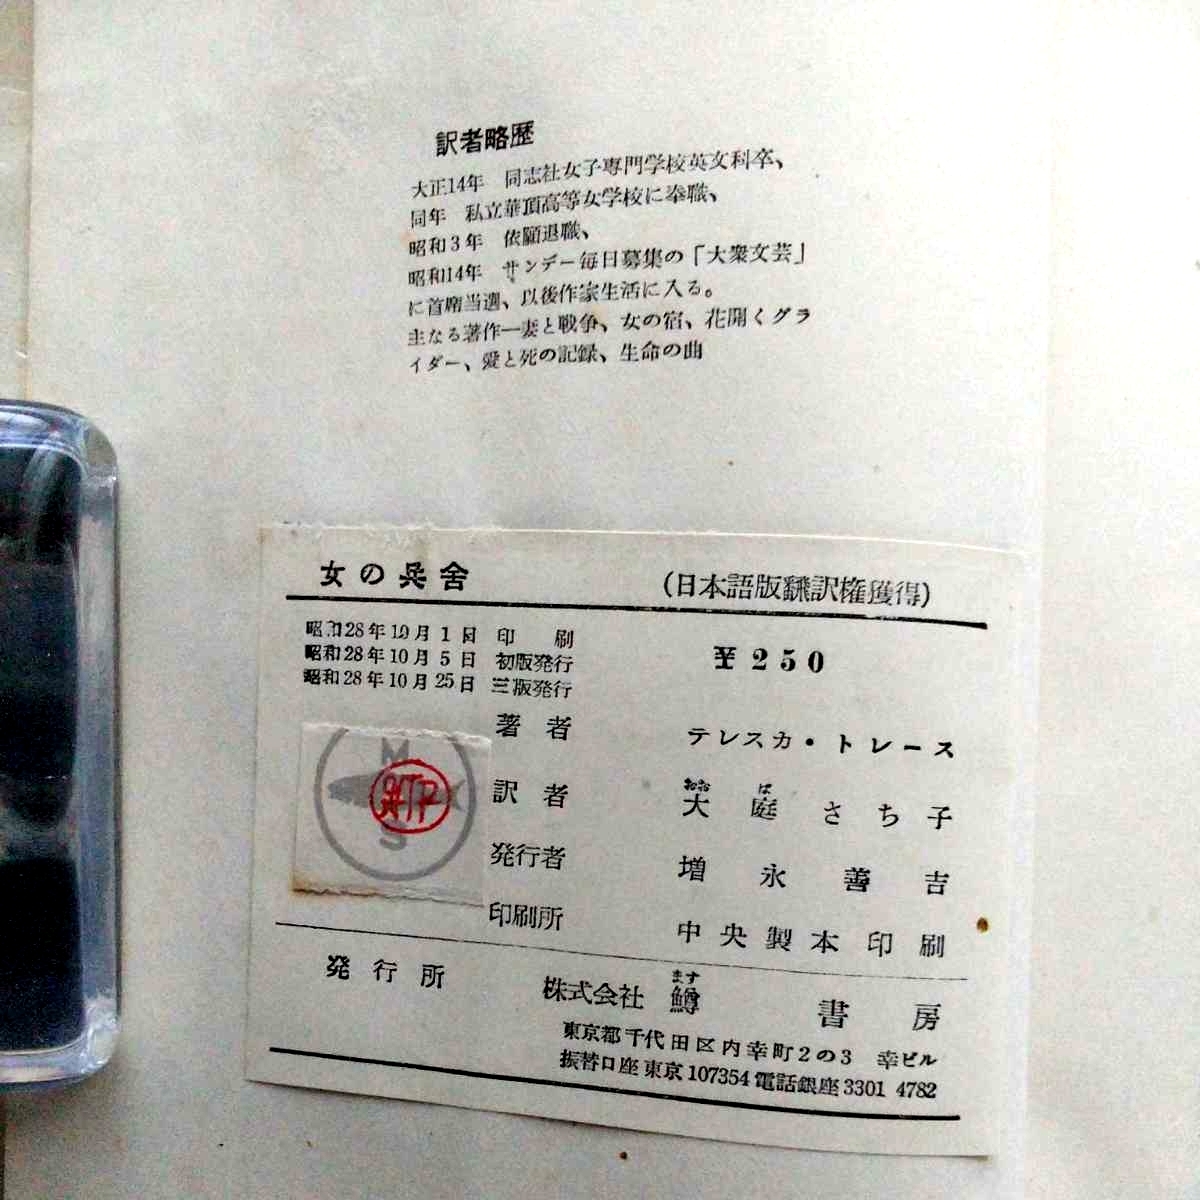 訳者略歴
大正14年　同志社女子専門学校英文科卒、
同年　私立華頂高等女学校に奉職、
昭和3年　依願退職、
昭和14年　サンデー毎日募集の「大衆文芸」
に首席当選、以後作家生活に入る。
主なる著作―妻と戦争、女の宿、花開くグラ
イダー、愛と死の記録、生命の曲
女の兵舎　(日本語版飜訳権獲得)
昭和28年10月1日　印刷
昭和28年10月5日　初版発行
昭和28年10月25日　三版発行
¥250
著者　テレスカ・トレース
M
S
おお　ば
訳者　大庭さち子
発行者　増永善吉
印刷所　中央製本印刷
ます
発行所　株式会社　鱒書房
東京都千代田区内幸町2の3　幸ビル
振替口座東京107354電話銀座3301 4782